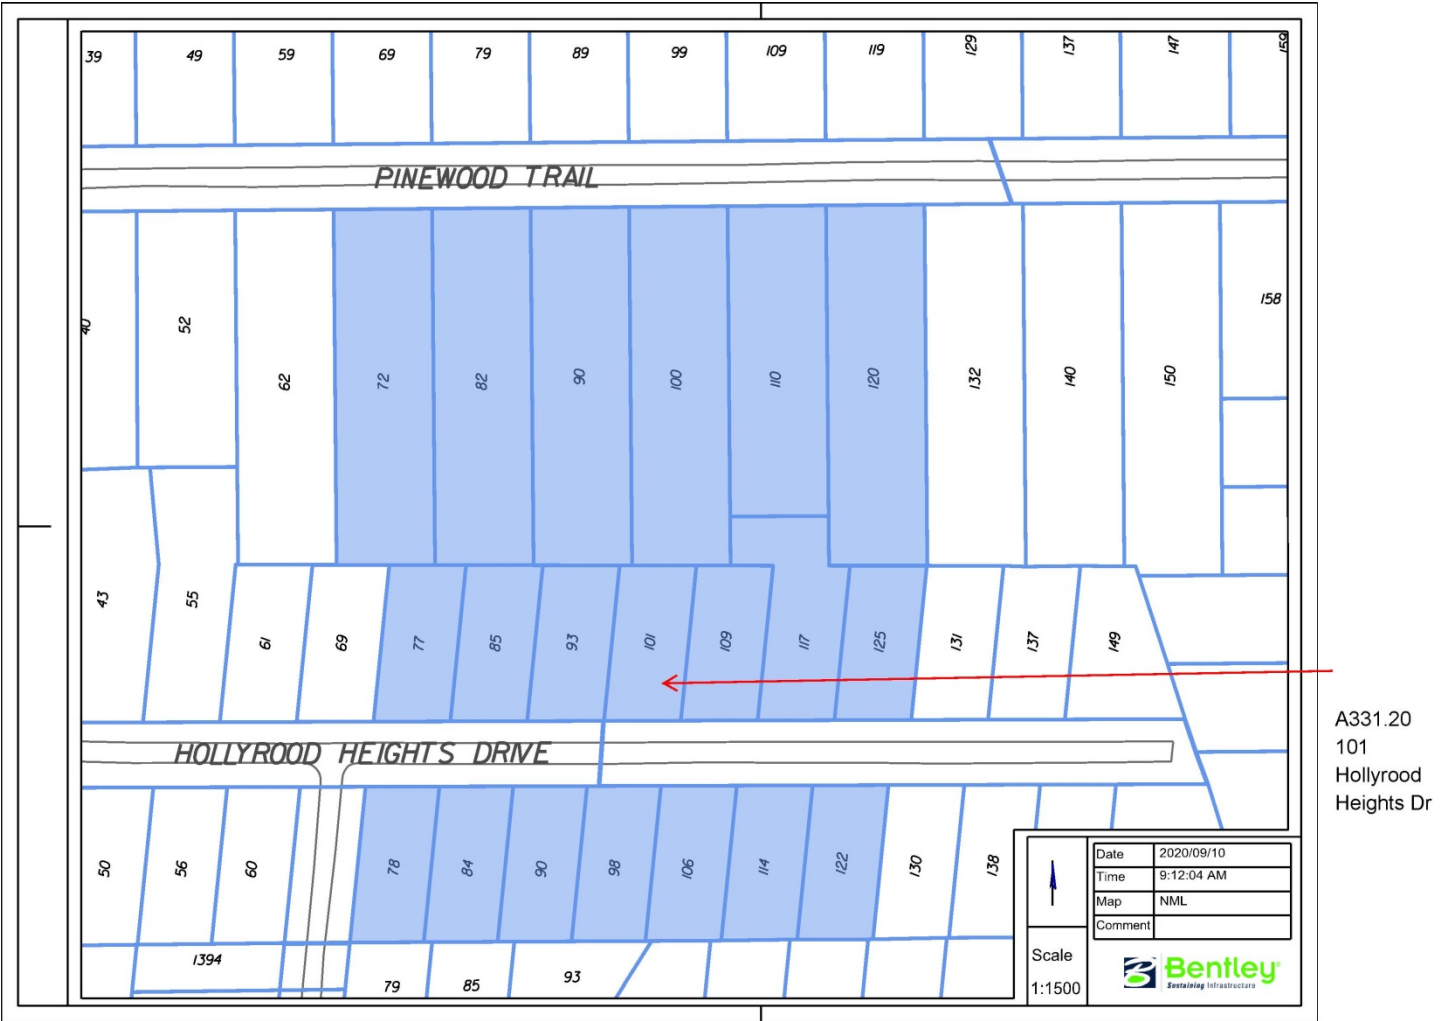 39 49 59 69 79 89 99 109 119 129 137 147 159
PINEWOOD TRAIL
40 52 62 72 82 90 100 110 120 132 140 150 158
43 55 61 69 77 85 93 101 109 117 125 131 137 149
HOLLYROOD HEIGHTS DRIVE
50 56 60 78 84 90 98 106 114 122 130 138
1394 79 85 93
A331.20
101
Hollyrood
Heights Dr
Date 2020/09/10
Time 9:12:04 AM
Map NML
Comment
Scale
1:1500
Bentley
Sustaining Infrastructure